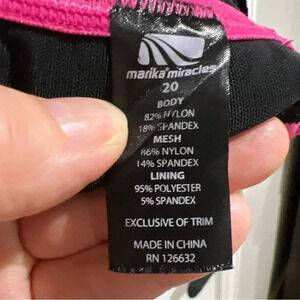 marika® miracles
20
BODY
82% NYLON
18% SPANDEX
MESH
86% NYLON
14% SPANDEX
LINING
95% POLYESTER
5% SPANDEX
EXCLUSIVE OF TRIM
MADE IN CHINA
RN 126632